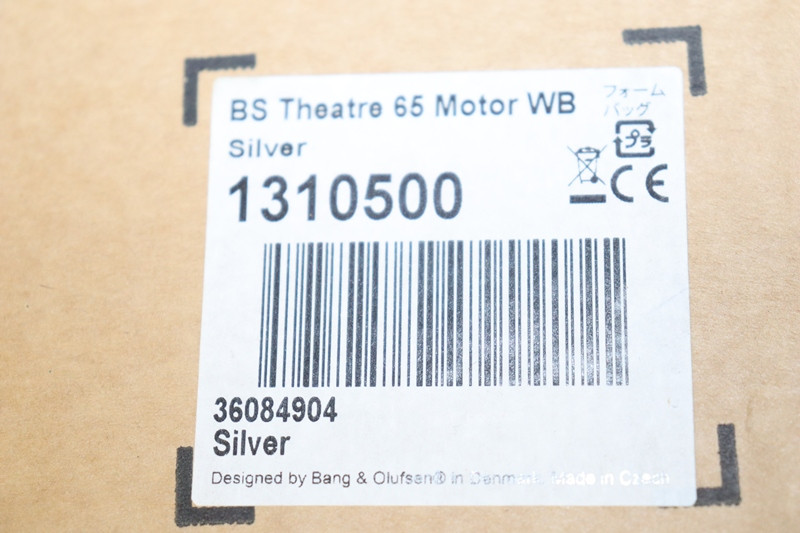 BS Theatre 65 Motor WB
フォーム
バッグ
Silver
プラ
CE
1310500
36084904
Silver
Designed by Bang & Olufsen® in Denmark. Made in Czech